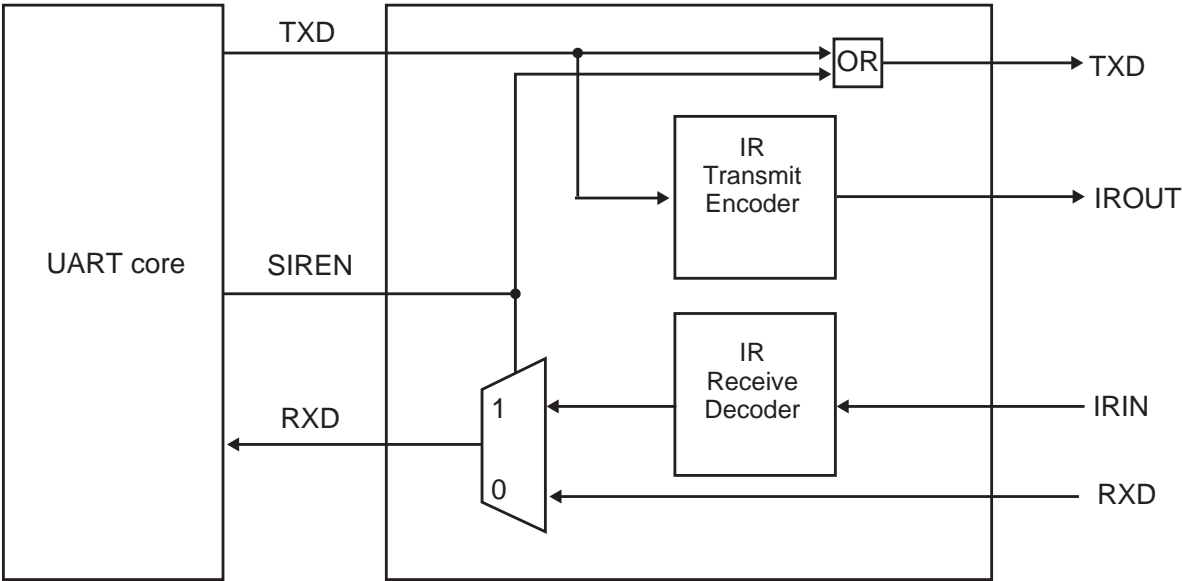 TXD
OR
TXD
IR
Transmit
Encoder
IROUT
UART core
SIREN
IR
Receive
Decoder
1
RXD
IRIN
0
RXD